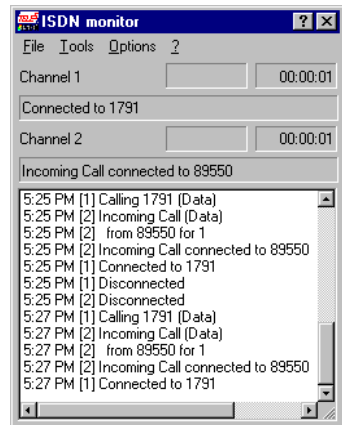 ISDN monitor
File Tools Options ?
Channel 1 00:00:01
Connected to 1791
Channel 2 00:00:01
Incoming Call connected to 89550
5:25 PM [1] Calling 1791 (Data)
5:25 PM [2] Incoming Call (Data)
5:25 PM [2] from 89550 for 1
5:25 PM [2] Incoming Call connected to 89550
5:25 PM [1] Connected to 1791
5:25 PM [1] Disconnected
5:25 PM [2] Disconnected
5:27 PM [1] Calling 1791 (Data)
5:27 PM [2] Incoming Call (Data)
5:27 PM [2] from 89550 for 1
5:27 PM [2] Incoming Call connected to 89550
5:27 PM [1] Connected to 1791